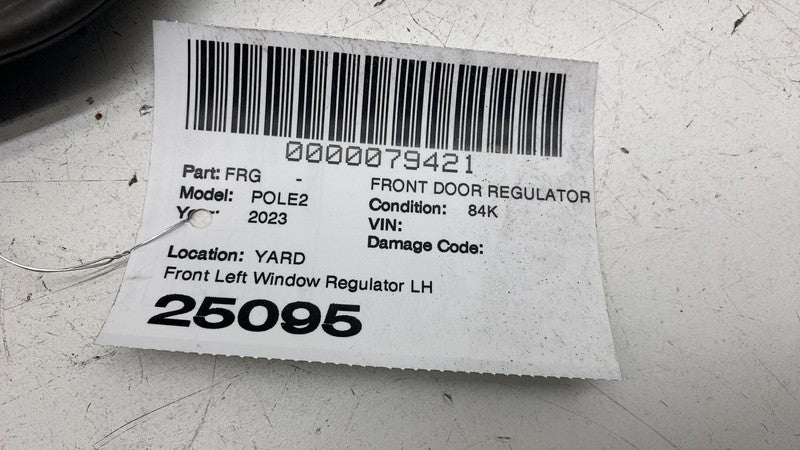 0000079421
Part: FRG - FRONT DOOR REGULATOR
Model: POLE2 Condition: 84K
2023 VIN:
Damage Code:
Location: YARD
Front Left Window Regulator LH
25095